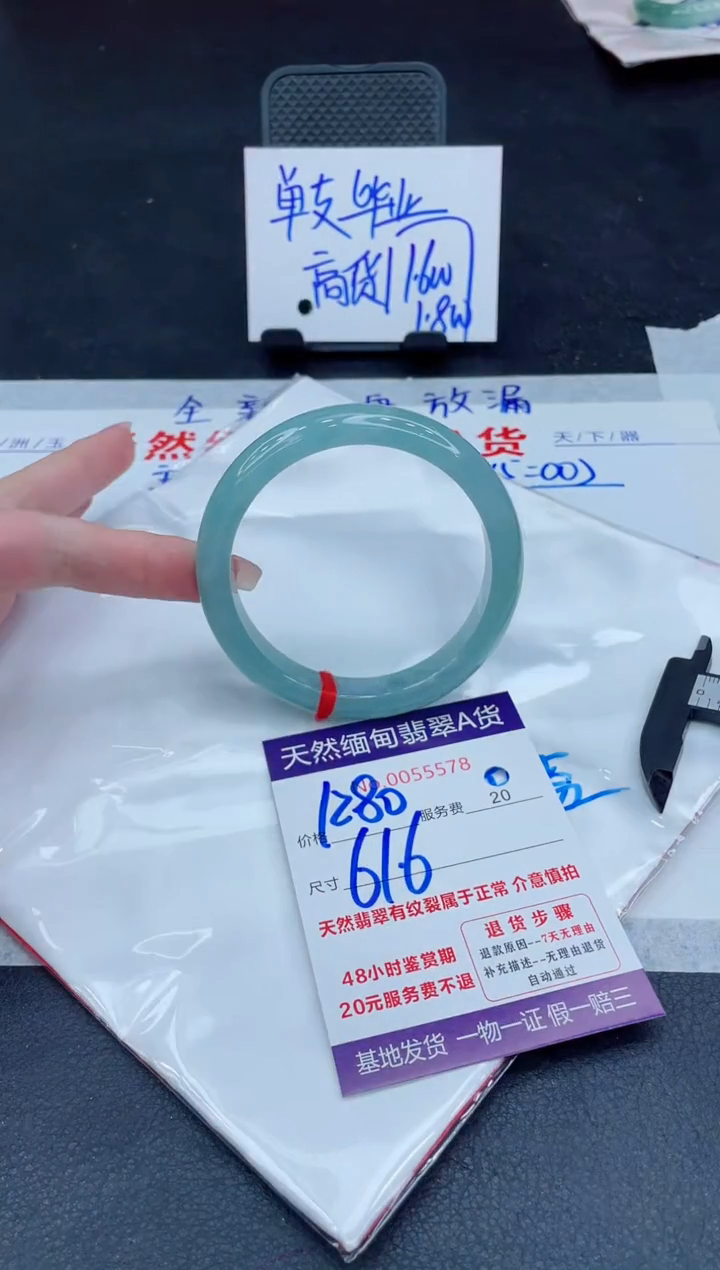 单支毕业
高货 1.6w
1.8w
全 放漏
/洲/玉
然 货
天/下/器
天然缅甸翡翠A货
No.0055578
价格 1280 服务费 20
尺寸 61.6
天然翡翠有纹裂属于正常 介意慎拍
48小时鉴赏期
20元服务费不退
退货步骤
退款原因--7天无理由
补充描述--无理由退货
自动通过
基地发货 一物一证 假一赔三